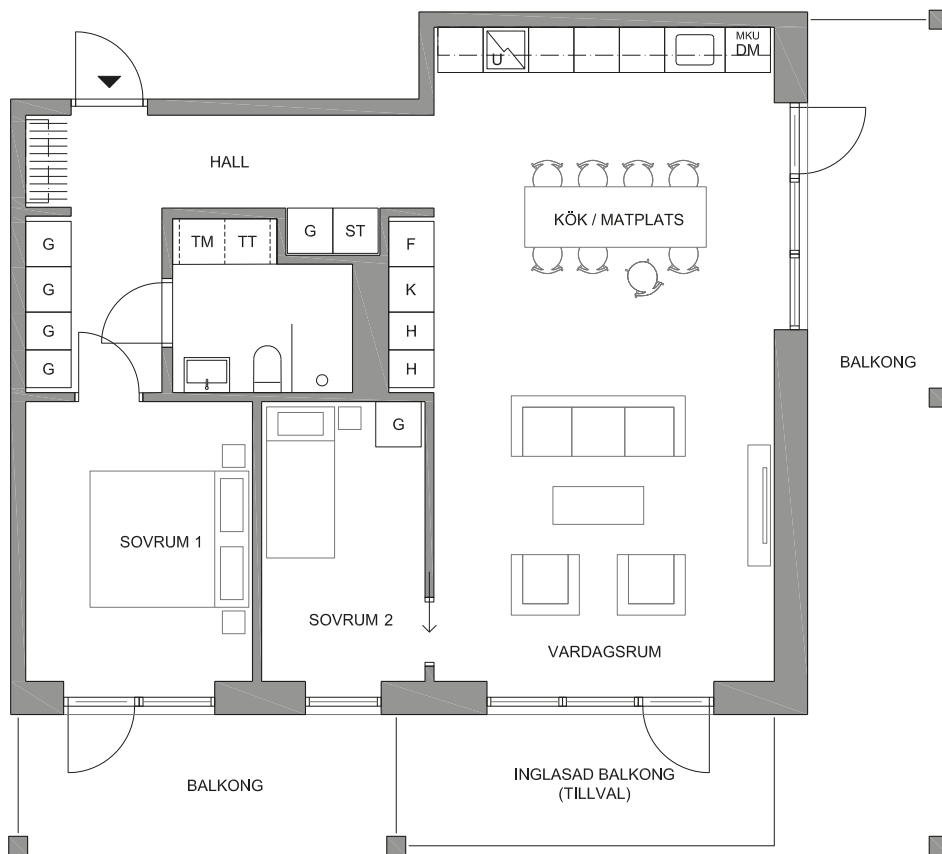 U
MKU
DM
HALL
KÖK / MATPLATS
G
TM
TT
G
ST
F
G
K
G
H
G
H
BALKONG
G
SOVRUM 1
SOVRUM 2
VARDAGSRUM
BALKONG
INGLASAD BALKONG
(TILLVAL)